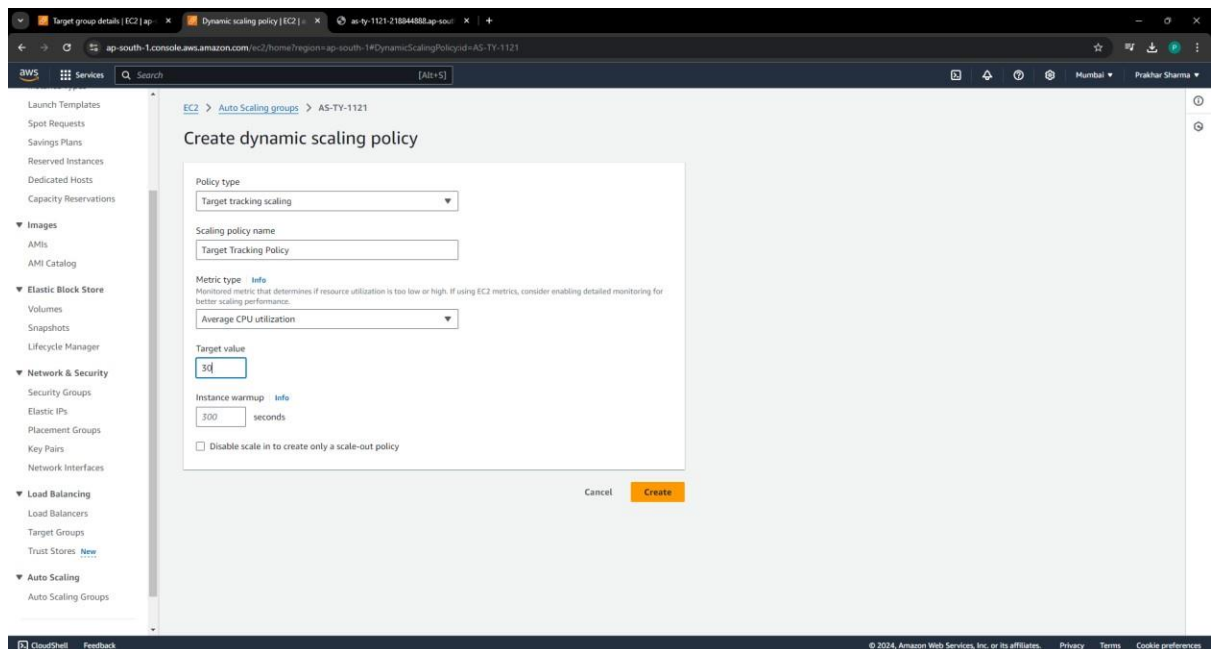 Target group details | EC2 | ap-
Dynamic scaling policy | EC2 |
as-ty-1121-218844888.ap-sout
ap-south-1.console.aws.amazon.com/ec2/home?region=ap-south-1#DynamicScalingPolicy:id=AS-TY-1121
aws Services Search [Alt+S] Mumbai Prakhar Sharma
Launch Templates
Spot Requests
Savings Plans
Reserved Instances
Dedicated Hosts
Capacity Reservations
Images
AMIs
AMI Catalog
Elastic Block Store
Volumes
Snapshots
Lifecycle Manager
Network & Security
Security Groups
Elastic IPs
Placement Groups
Key Pairs
Network Interfaces
Load Balancing
Load Balancers
Target Groups
Trust Stores New
Auto Scaling
Auto Scaling Groups
EC2 > Auto Scaling groups > AS-TY-1121
Create dynamic scaling policy
Policy type
Target tracking scaling
Scaling policy name
Target Tracking Policy
Metric type Info
Monitored metric that determines if resource utilization is too low or high. If using EC2 metrics, consider enabling detailed monitoring for
better scaling performance.
Average CPU utilization
Target value
30
Instance warmup Info
300 seconds
Disable scale in to create only a scale-out policy
Cancel Create
CloudShell Feedback © 2024, Amazon Web Services, Inc. or its affiliates. Privacy Terms Cookie preferences